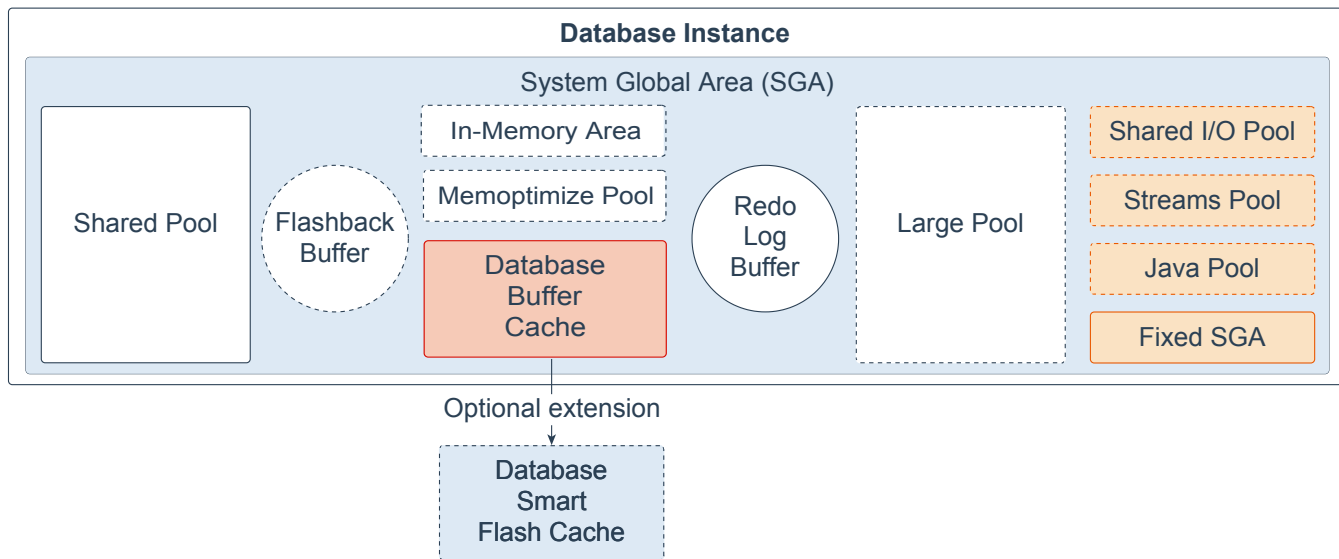 Database Instance
System Global Area (SGA)
Shared Pool
Flashback
Buffer
In-Memory Area
Memoptimize Pool
Database
Buffer
Cache
Redo
Log
Buffer
Large Pool
Shared I/O Pool
Streams Pool
Java Pool
Fixed SGA
Optional extension
Database
Smart
Flash Cache